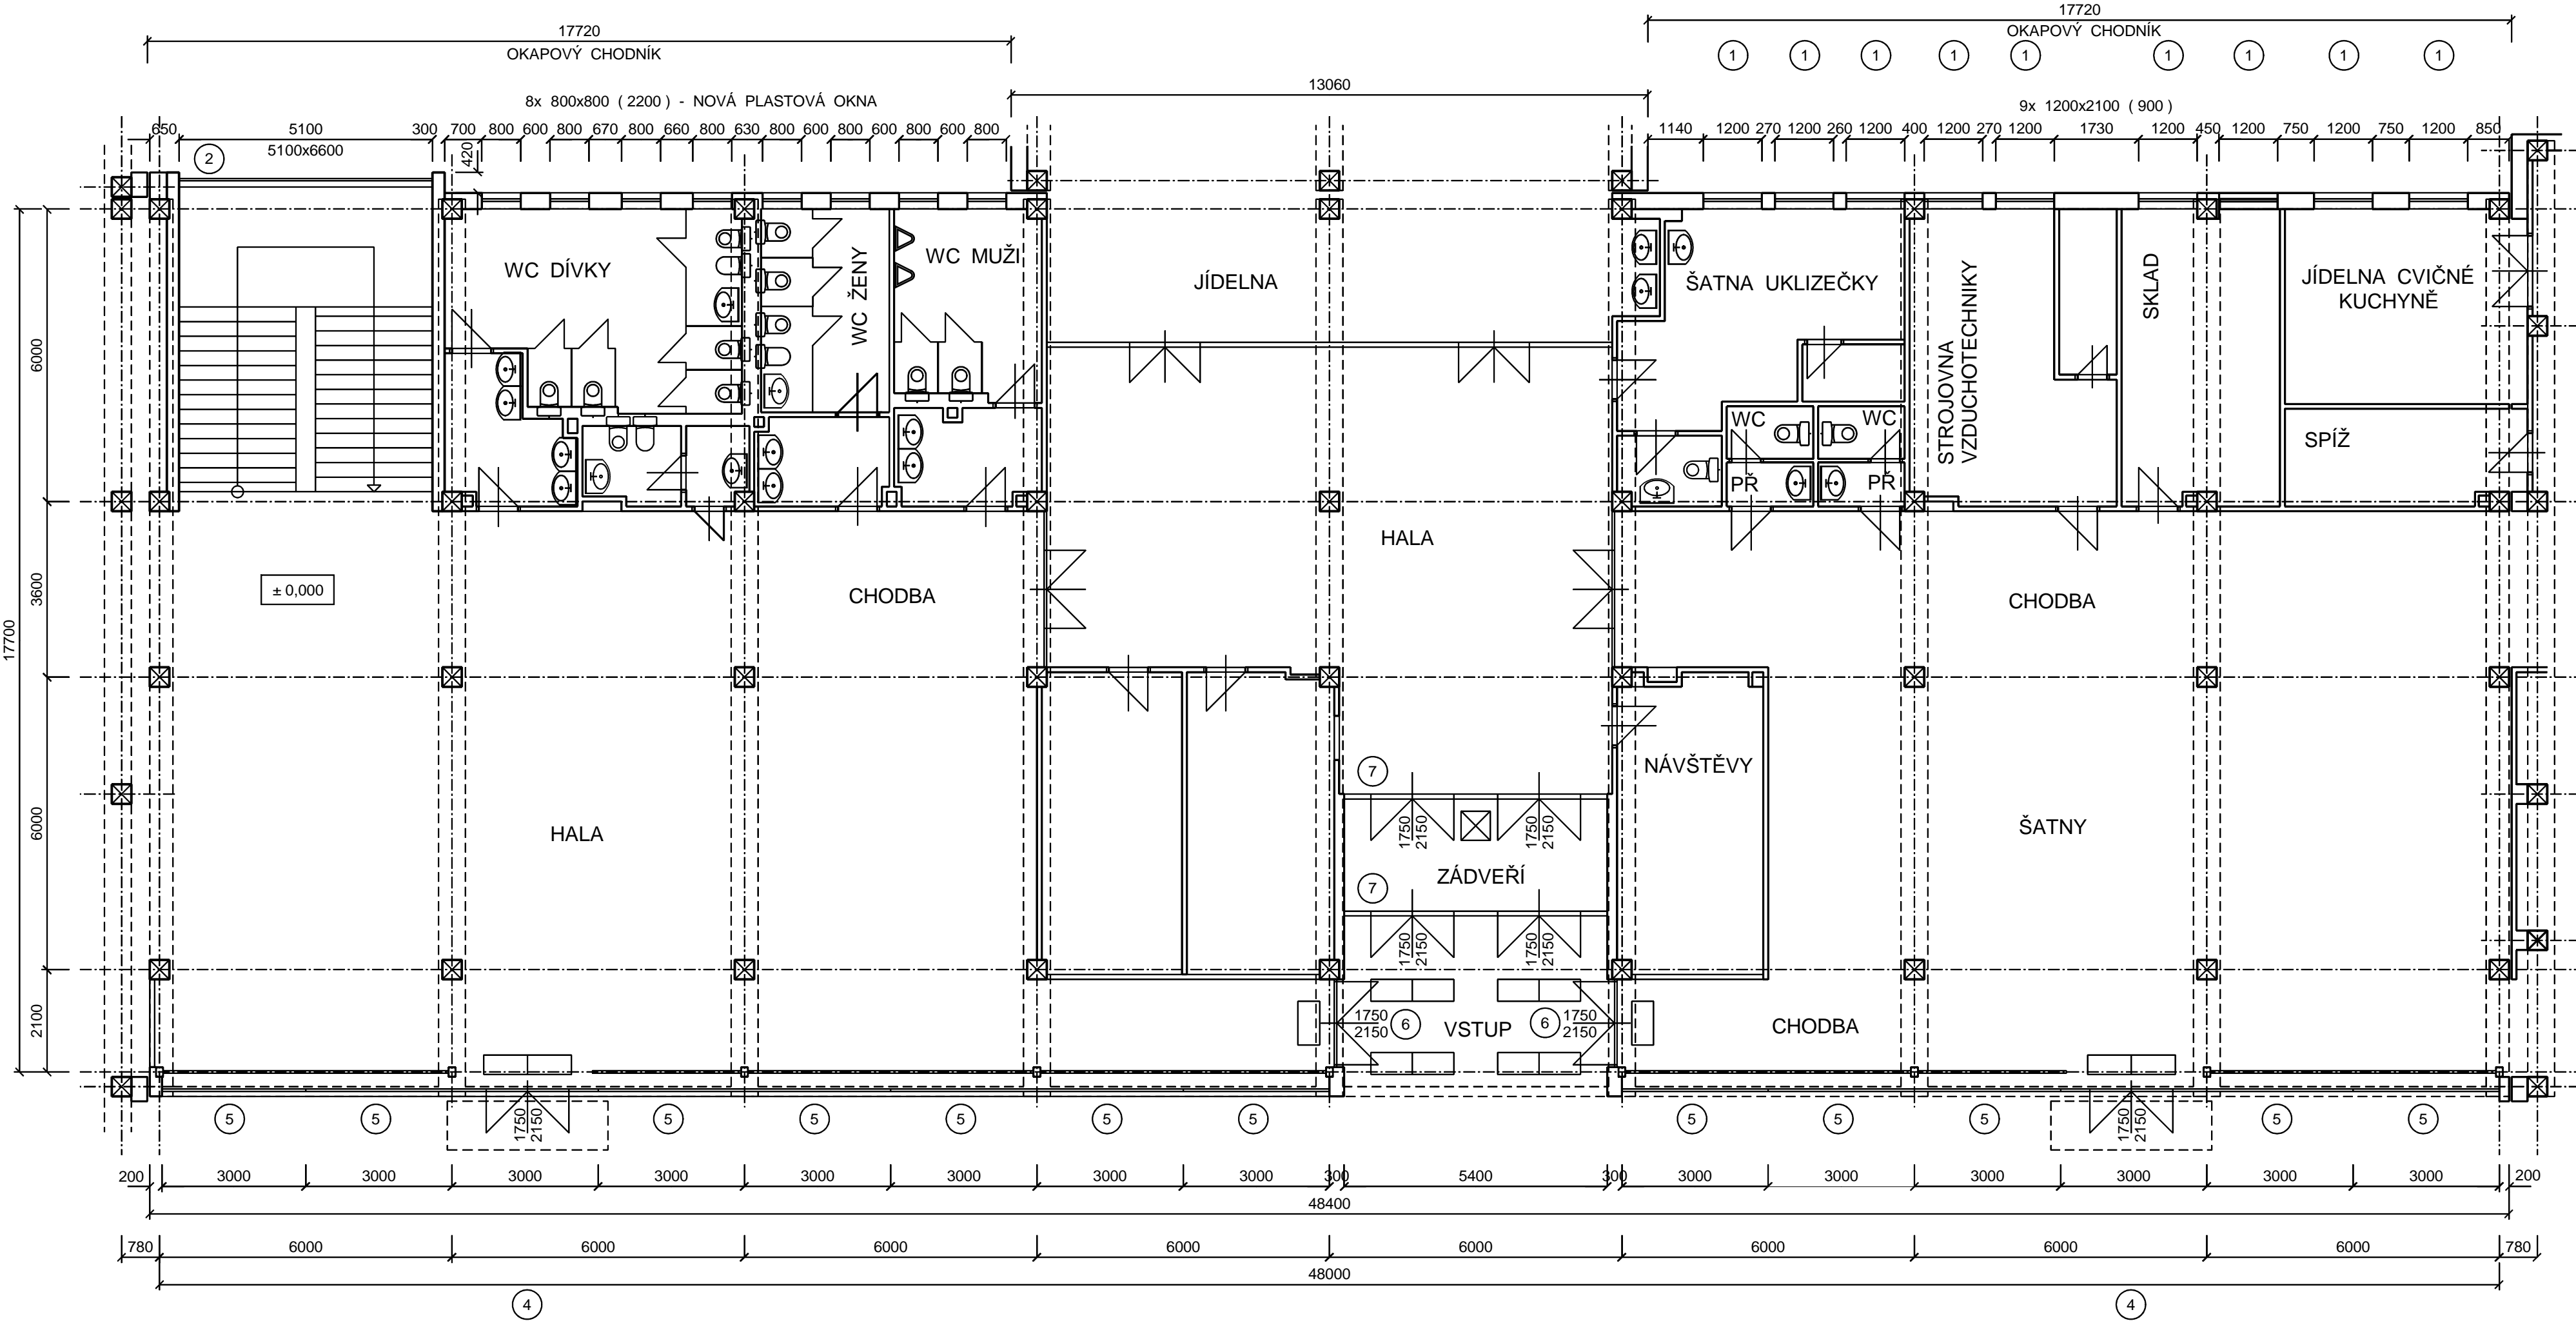 17720
OKAPOVÝ CHODNÍK
17720
OKAPOVÝ CHODNÍK
1 1 1 1 1 1 1 1 1
13060
8x 800x800 ( 2200 ) - NOVÁ PLASTOVÁ OKNA
9x 1200x2100 ( 900 )
650 5100 300 700 800 600 800 670 800 660 800 630 800 600 800 600 800 600 800
1140 1200 270 1200 260 1200 400 1200 270 1200 1730 1200 450 1200 750 1200 750 1200 850
5100x6600
2
420
WC DÍVKY
WC ŽENY
WC MUŽI
JÍDELNA
ŠATNA UKLIZEČKY
STROJOVNA
VZDUCHOTECHNIKY
SKLAD
JÍDELNA CVIČNÉ
KUCHYNĚ
6000
WC
WC
SPÍŽ
PŘ
PŘ
HALA
± 0,000
CHODBA
CHODBA
3600
17700
NÁVŠTĚVY
7
1750
2150
1750
2150
HALA
ŠATNY
6000
ZÁDVEŘÍ
7
1750
2150
1750
2150
2100
1750
2150
6
VSTUP
6
1750
2150
CHODBA
5 5 5 5 5 5 5
5 5 5 5 5
1750
2150
1750
2150
200 3000 3000 3000 3000 3000 3000 3000 3000 300 5400 300 3000 3000 3000 3000 3000 3000 200
48400
780 6000 6000 6000 6000 6000 6000 6000 6000 780
48000
4 4